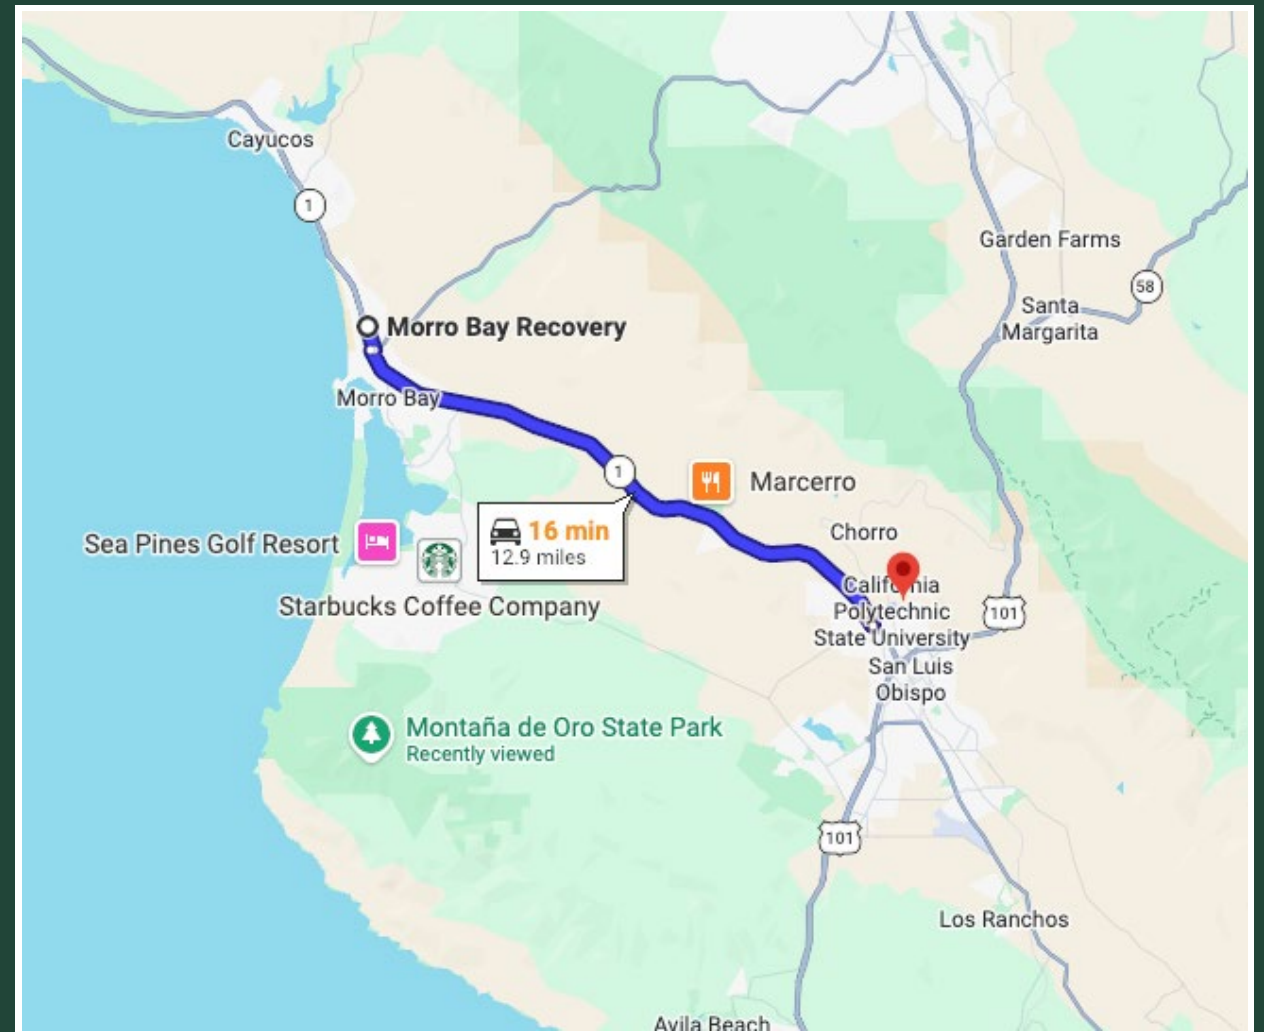 Cayucos
1
Garden Farms
58
Santa
Margarita
Morro Bay Recovery
Morro Bay
1
Marcerro
16 min
12.9 miles
Chorro
Sea Pines Golf Resort
California
Polytechnic
State University
101
Starbucks Coffee Company
San Luis
Obispo
Montaña de Oro State Park
Recently viewed
101
Los Ranchos
Avila Beach